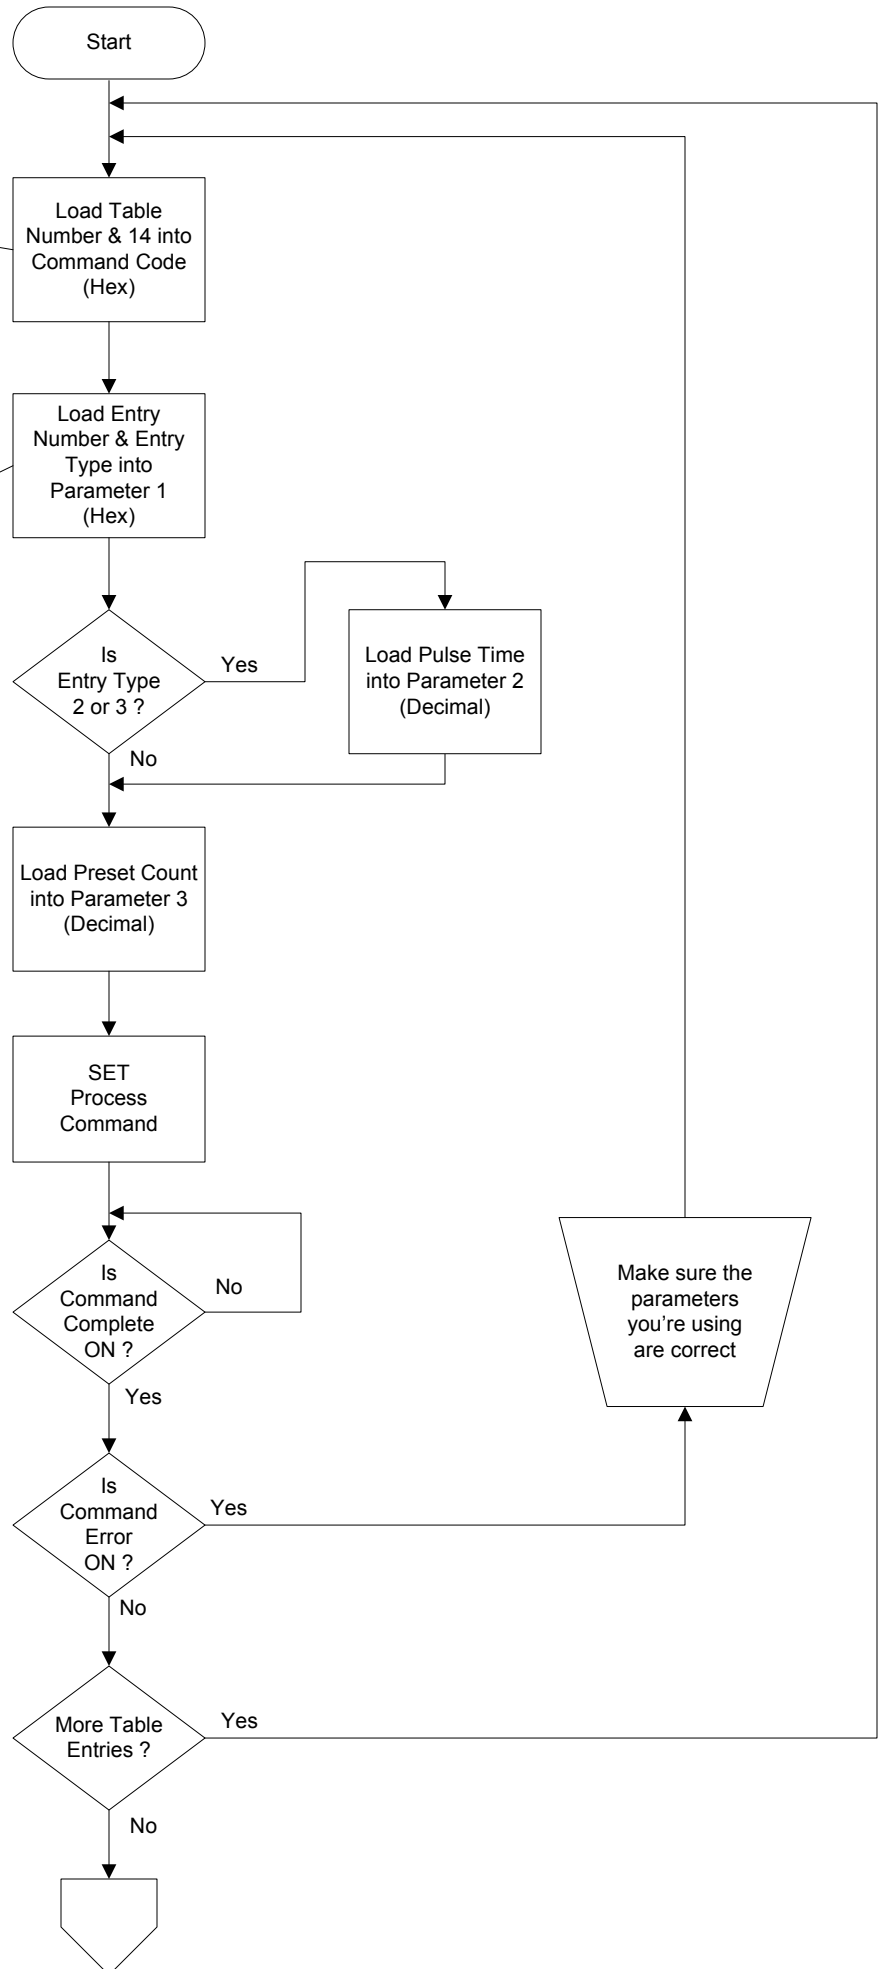 Start
Load Table
Number & 14 into
Command Code
(Hex)
Load Entry
Number & Entry
Type into
Parameter 1
(Hex)
Is
Entry Type
2 or 3 ?
Yes
Load Pulse Time
into Parameter 2
(Decimal)
No
Load Preset Count
into Parameter 3
(Decimal)
SET
Process
Command
Is
Command
Complete
ON ?
No
Make sure the
parameters
you're using
are correct
Yes
Is
Command
Error
ON ?
Yes
No
More Table
Entries ?
Yes
No